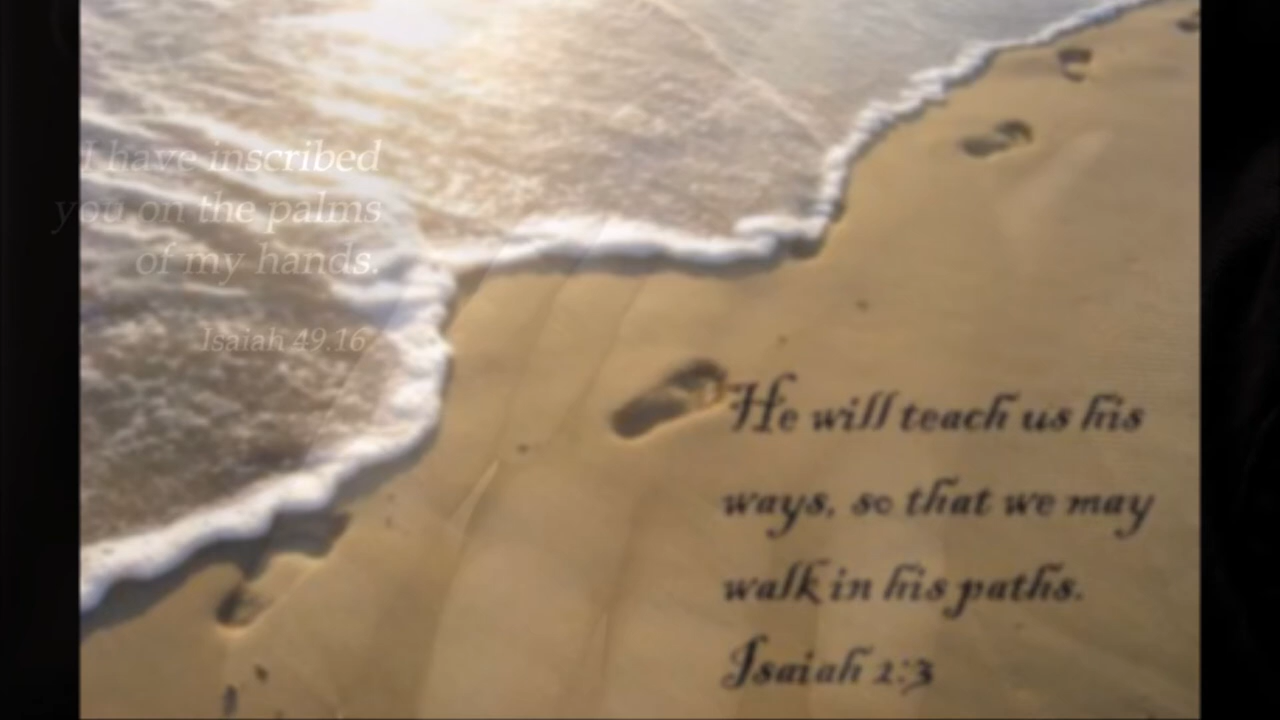 I have inscribed
you on the palms
of my hands.
Isaiah 49.16
He will teach us his
ways, so that we may
walk in his paths.
Isaiah 2:3